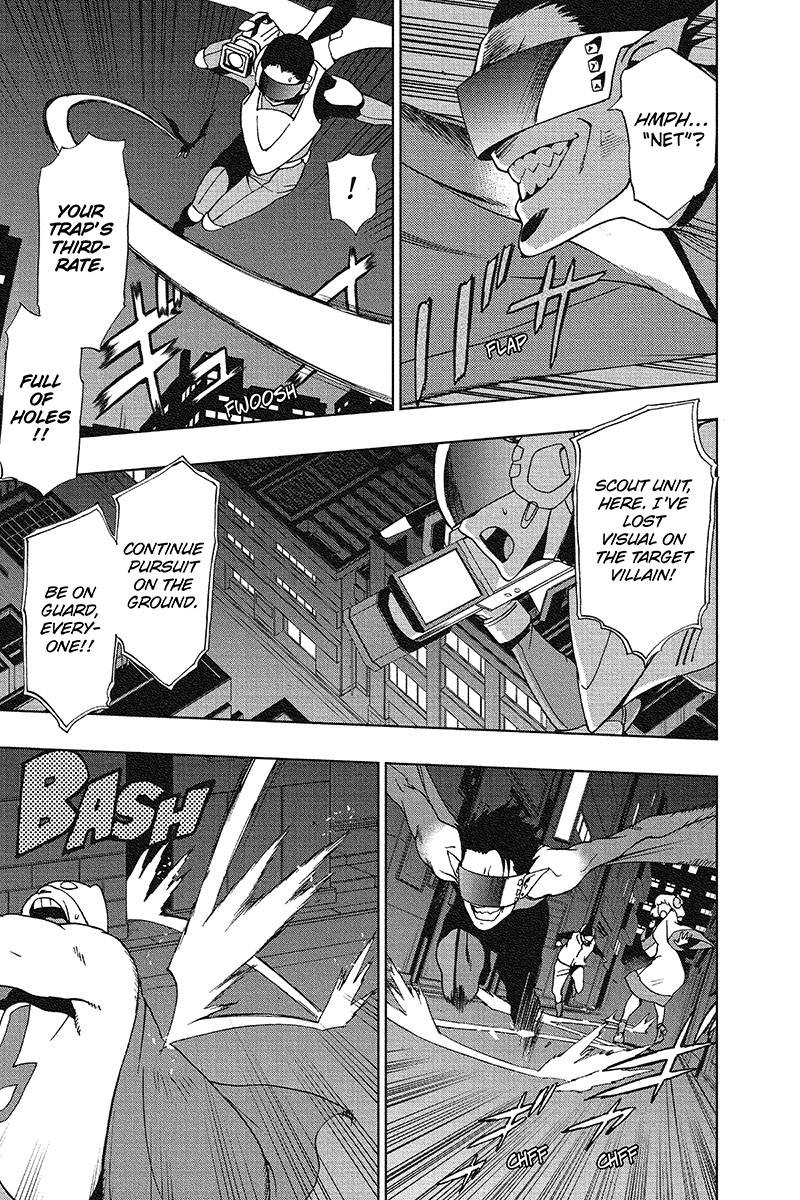 HMPH...
"NET"?
FLAP
!
YOUR
TRAP'S
THIRD-
RATE.
FULL
OF
HOLES
!!
FWOOSH
SCOUT UNIT,
HERE. I'VE
LOST
VISUAL ON
THE TARGET
VILLAIN!
CONTINUE
PURSUIT
ON THE
GROUND.
BE ON
GUARD,
EVERY-
ONE!!
CHFF
CHFF
BASH